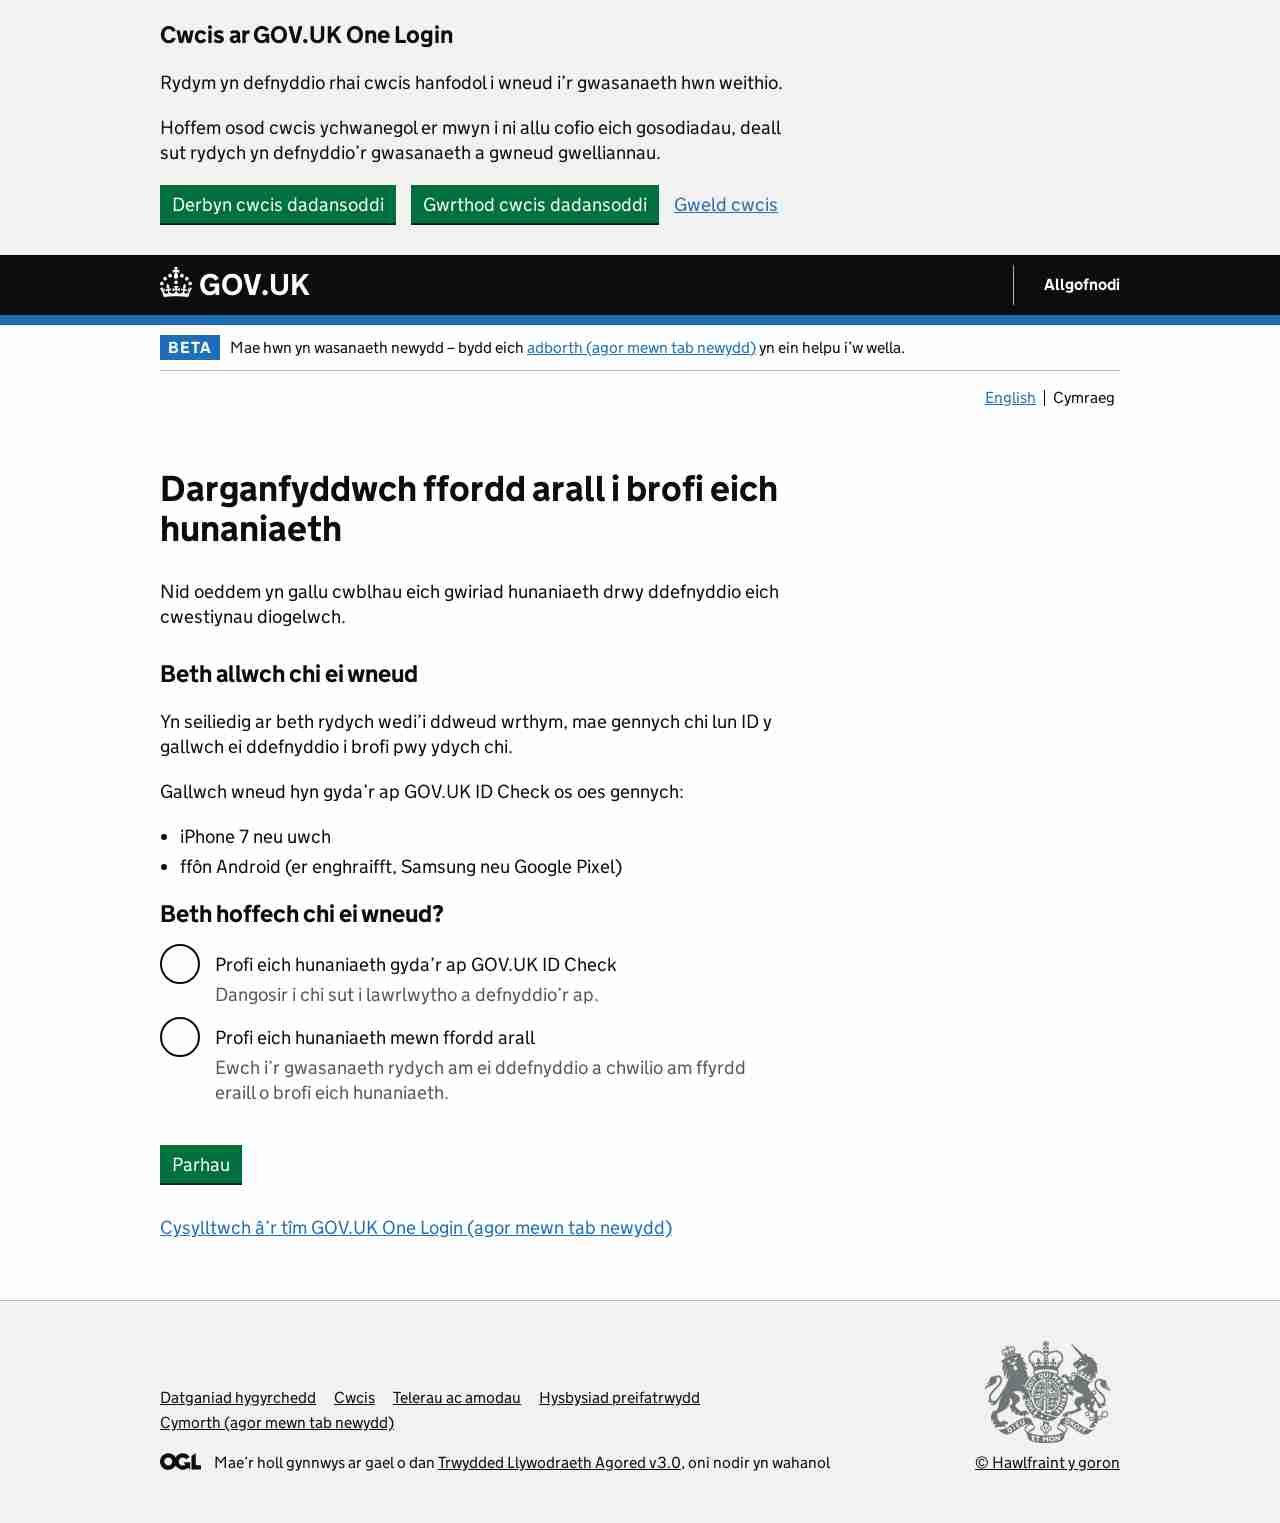 Cwcis ar GOV.UK One Login
Rydym yn defnyddio rhai cwcis hanfodol i wneud i’r gwasanaeth hwn weithio.
Hoffem osod cwcis ychwanegol er mwyn i ni allu cofio eich gosodiadau, deall
sut rydych yn defnyddio’r gwasanaeth a gwneud gwelliannau.
Derbyn cwcis dadansoddi Gwrthod cwcis dadansoddi Gweld cwcis
GOV.UK Allgofnodi
BETA Mae hwn yn wasanaeth newydd – bydd eich adborth (agor mewn tab newydd) yn ein helpu i’w wella.
English Cymraeg
Darganfyddwch ffordd arall i brofi eich
hunaniaeth
Nid oeddem yn gallu cwblhau eich gwiriad hunaniaeth drwy ddefnyddio eich
cwestiynau diogelwch.
Beth allwch chi ei wneud
Yn seiliedig ar beth rydych wedi’i ddweud wrthym, mae gennych chi lun ID y
gallwch ei ddefnyddio i brofi pwy ydych chi.
Gallwch wneud hyn gyda’r ap GOV.UK ID Check os oes gennych:
• iPhone 7 neu uwch
• ffôn Android (er enghraifft, Samsung neu Google Pixel)
Beth hoffech chi ei wneud?
Profi eich hunaniaeth gyda’r ap GOV.UK ID Check
Dangosir i chi sut i lawrlwytho a defnyddio’r ap.
Profi eich hunaniaeth mewn ffordd arall
Ewch i’r gwasanaeth rydych am ei ddefnyddio a chwilio am ffyrdd
eraill o brofi eich hunaniaeth.
Parhau
Cysylltwch â’r tîm GOV.UK One Login (agor mewn tab newydd)
Datganiad hygyrchedd Cwcis Telerau ac amodau Hysbysiad preifatrwydd
Cymorth (agor mewn tab newydd)
OGL Mae’r holl gynnwys ar gael o dan Trwydded Llywodraeth Agored v3.0, oni nodir yn wahanol
© Hawlfraint y goron